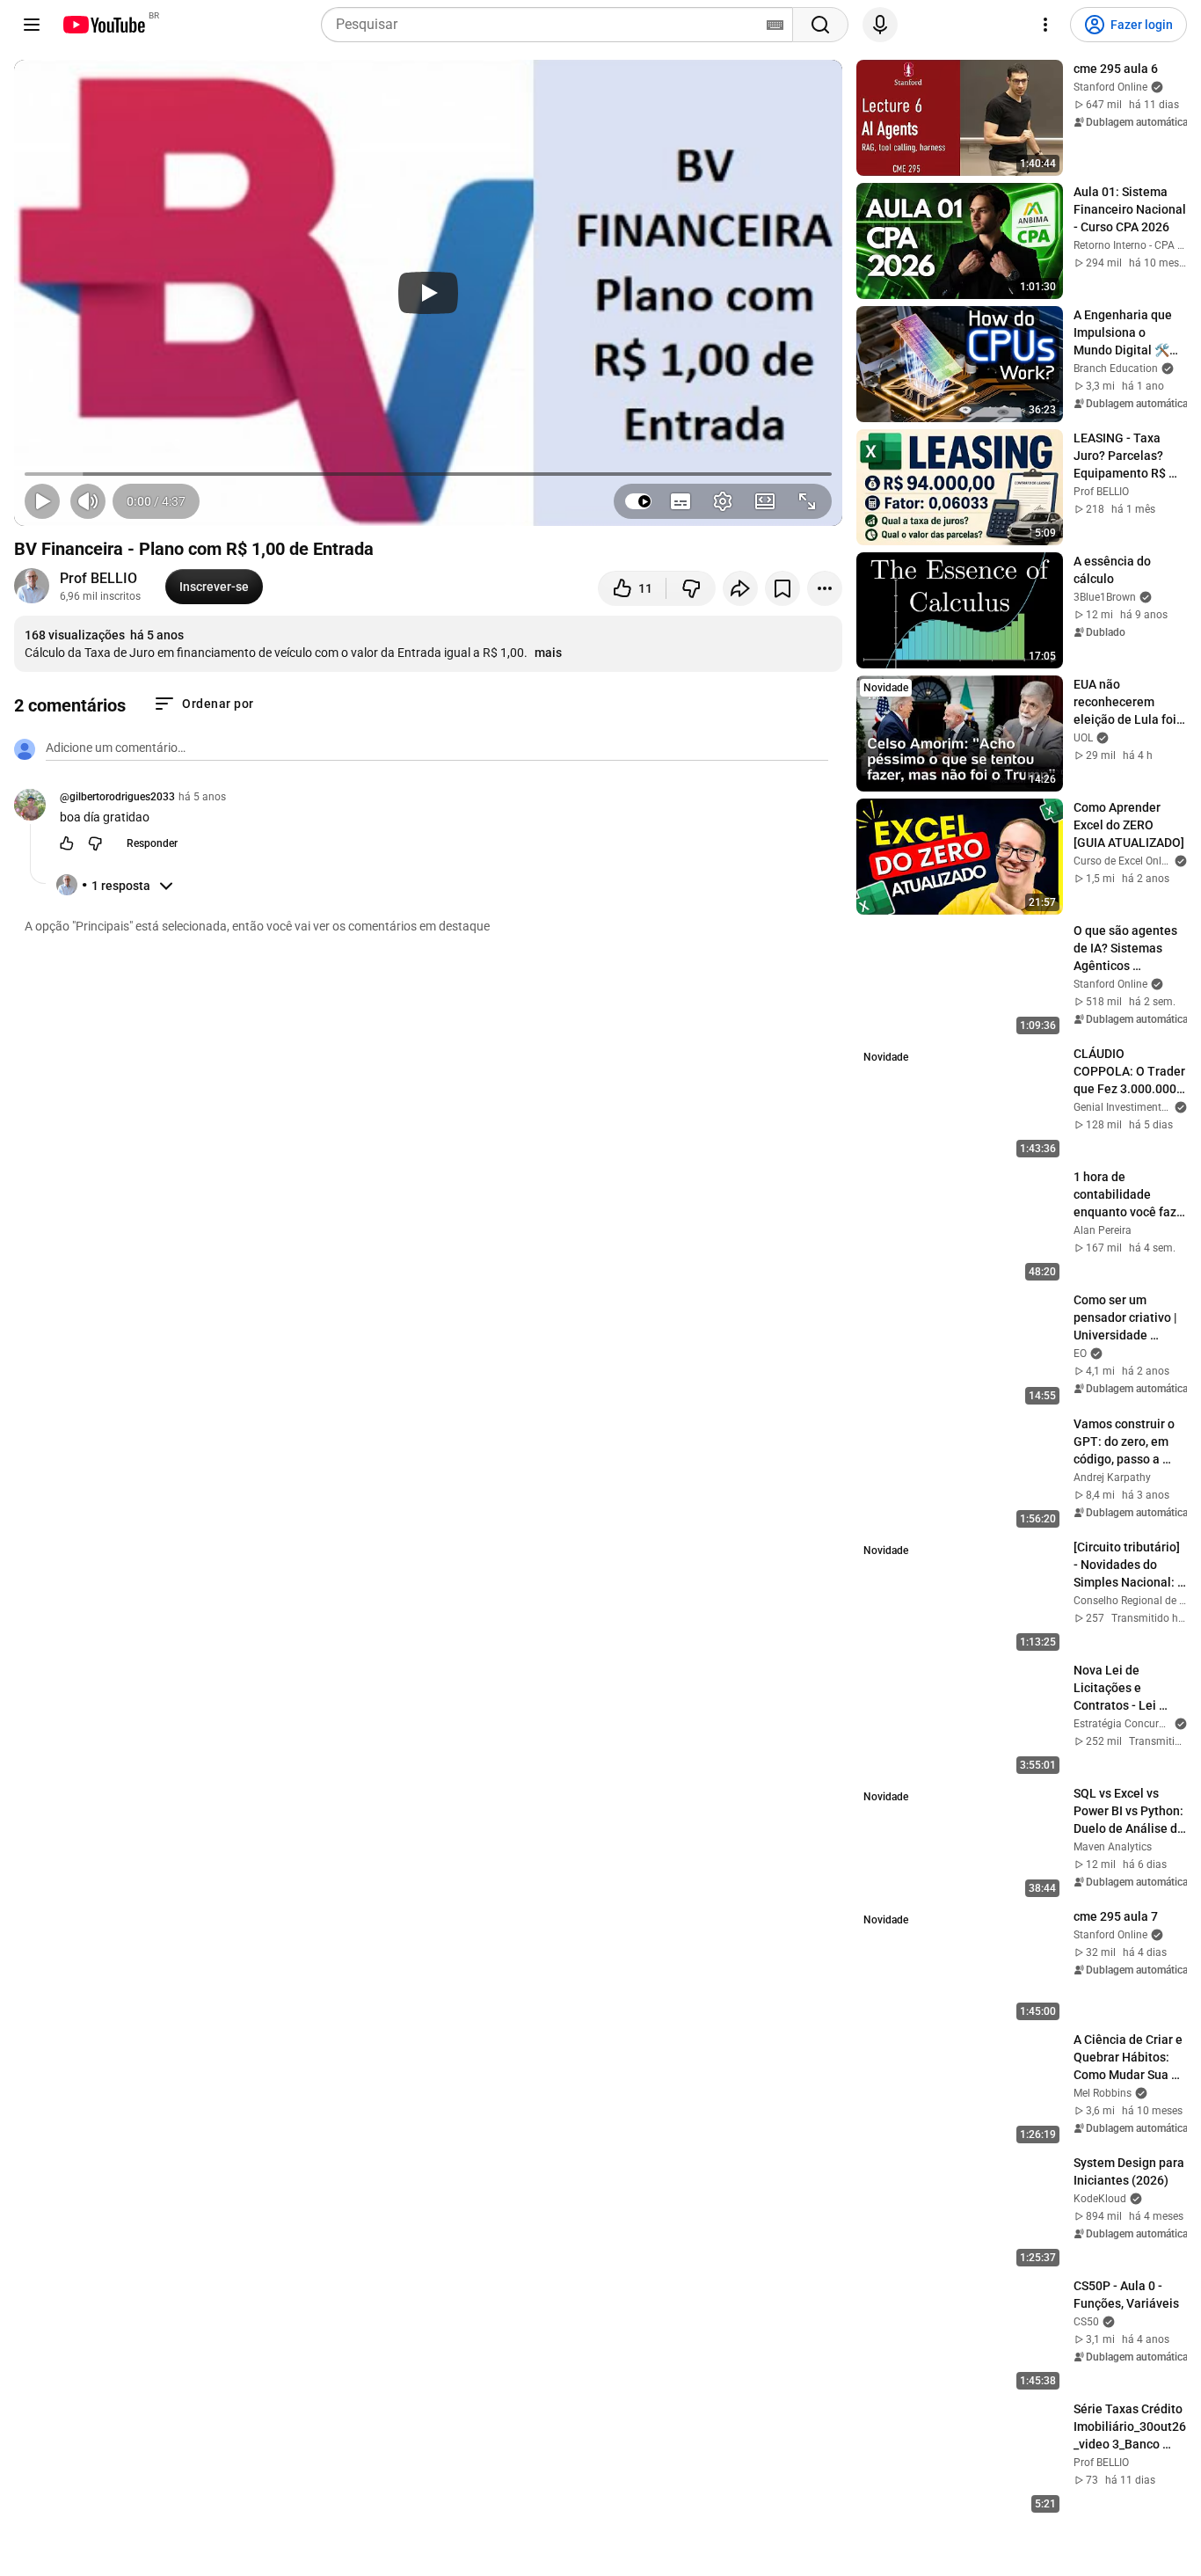 YouTube BR
Pesquisar
Fazer login
BV
FINANCEIRA
Plano com
R$ 1,00 de
Entrada
0:00 / 4:37
BV Financeira - Plano com R$ 1,00 de Entrada
Prof BELLIO
6,96 mil inscritos
Inscrever-se
11
168 visualizações há 5 anos
Cálculo da Taxa de Juro em financiamento de veículo com o valor da Entrada igual a R$ 1,00. mais
2 comentários
Ordenar por
Adicione um comentário...
@gilbertorodrigues2033 há 5 anos
boa día gratidao
Responder
1 resposta
A opção "Principais" está selecionada, então você vai ver os comentários em destaque
Stanford
Lecture 6
AI Agents
RAG, tool calling, harness
CME 295
1:40:44
cme 295 aula 6
Stanford Online
647 mil há 11 dias
Dublagem automática
AULA 01
CPA
2026
ANBIMA
CPA
1:01:30
Aula 01: Sistema
Financeiro Nacional
- Curso CPA 2026
Retorno Interno - CPA ...
294 mil há 10 mes...
How do
CPUs
Work?
36:23
A Engenharia que
Impulsiona o
Mundo Digital 🛠️...
Branch Education
3,3 mi há 1 ano
Dublagem automática
LEASING
R$ 94.000,00
Fator: 0,06033
Qual a taxa de juros?
Qual o valor das parcelas?
5:09
LEASING - Taxa
Juro? Parcelas?
Equipamento R$ ...
Prof BELLIO
218 há 1 mês
The Essence of
Calculus
17:05
A essência do
cálculo
3Blue1Brown
12 mi há 9 anos
Dublado
Novidade
Celso Amorim: "Acho
péssimo o que se tentou
fazer, mas não foi o Trump"
14:26
EUA não
reconhecerem
eleição de Lula foi...
UOL
29 mil há 4 h
EXCEL
DO ZERO
ATUALIZADO
21:57
Como Aprender
Excel do ZERO
[GUIA ATUALIZADO]
Curso de Excel Onl...
1,5 mi há 2 anos
1:09:36
O que são agentes
de IA? Sistemas
Agênticos ...
Stanford Online
518 mil há 2 sem.
Dublagem automática
Novidade
1:43:36
CLÁUDIO
COPPOLA: O Trader
que Fez 3.000.000...
Genial Investiment...
128 mil há 5 dias
48:20
1 hora de
contabilidade
enquanto você faz...
Alan Pereira
167 mil há 4 sem.
14:55
Como ser um
pensador criativo |
Universidade ...
EO
4,1 mi há 2 anos
Dublagem automática
1:56:20
Vamos construir o
GPT: do zero, em
código, passo a ...
Andrej Karpathy
8,4 mi há 3 anos
Dublagem automática
Novidade
1:13:25
[Circuito tributário]
- Novidades do
Simples Nacional: ...
Conselho Regional de ...
257 Transmitido h...
3:55:01
Nova Lei de
Licitações e
Contratos - Lei ...
Estratégia Concur...
252 mil Transmiti...
Novidade
38:44
SQL vs Excel vs
Power BI vs Python:
Duelo de Análise d...
Maven Analytics
12 mil há 6 dias
Dublagem automática
Novidade
1:45:00
cme 295 aula 7
Stanford Online
32 mil há 4 dias
Dublagem automática
1:26:19
A Ciência de Criar e
Quebrar Hábitos:
Como Mudar Sua ...
Mel Robbins
3,6 mi há 10 meses
Dublagem automática
1:25:37
System Design para
Iniciantes (2026)
KodeKloud
894 mil há 4 meses
Dublagem automática
1:45:38
CS50P - Aula 0 -
Funções, Variáveis
CS50
3,1 mi há 4 anos
Dublagem automática
5:21
Série Taxas Crédito
Imobiliário_30out26
_video 3_Banco ...
Prof BELLIO
73 há 11 dias